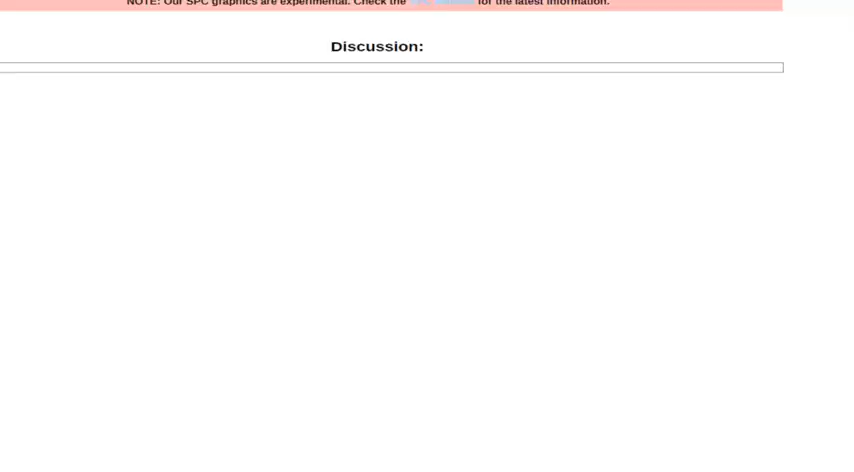 NOTE: Our SPC graphics are experimental. Check the for the latest information.
Discussion: